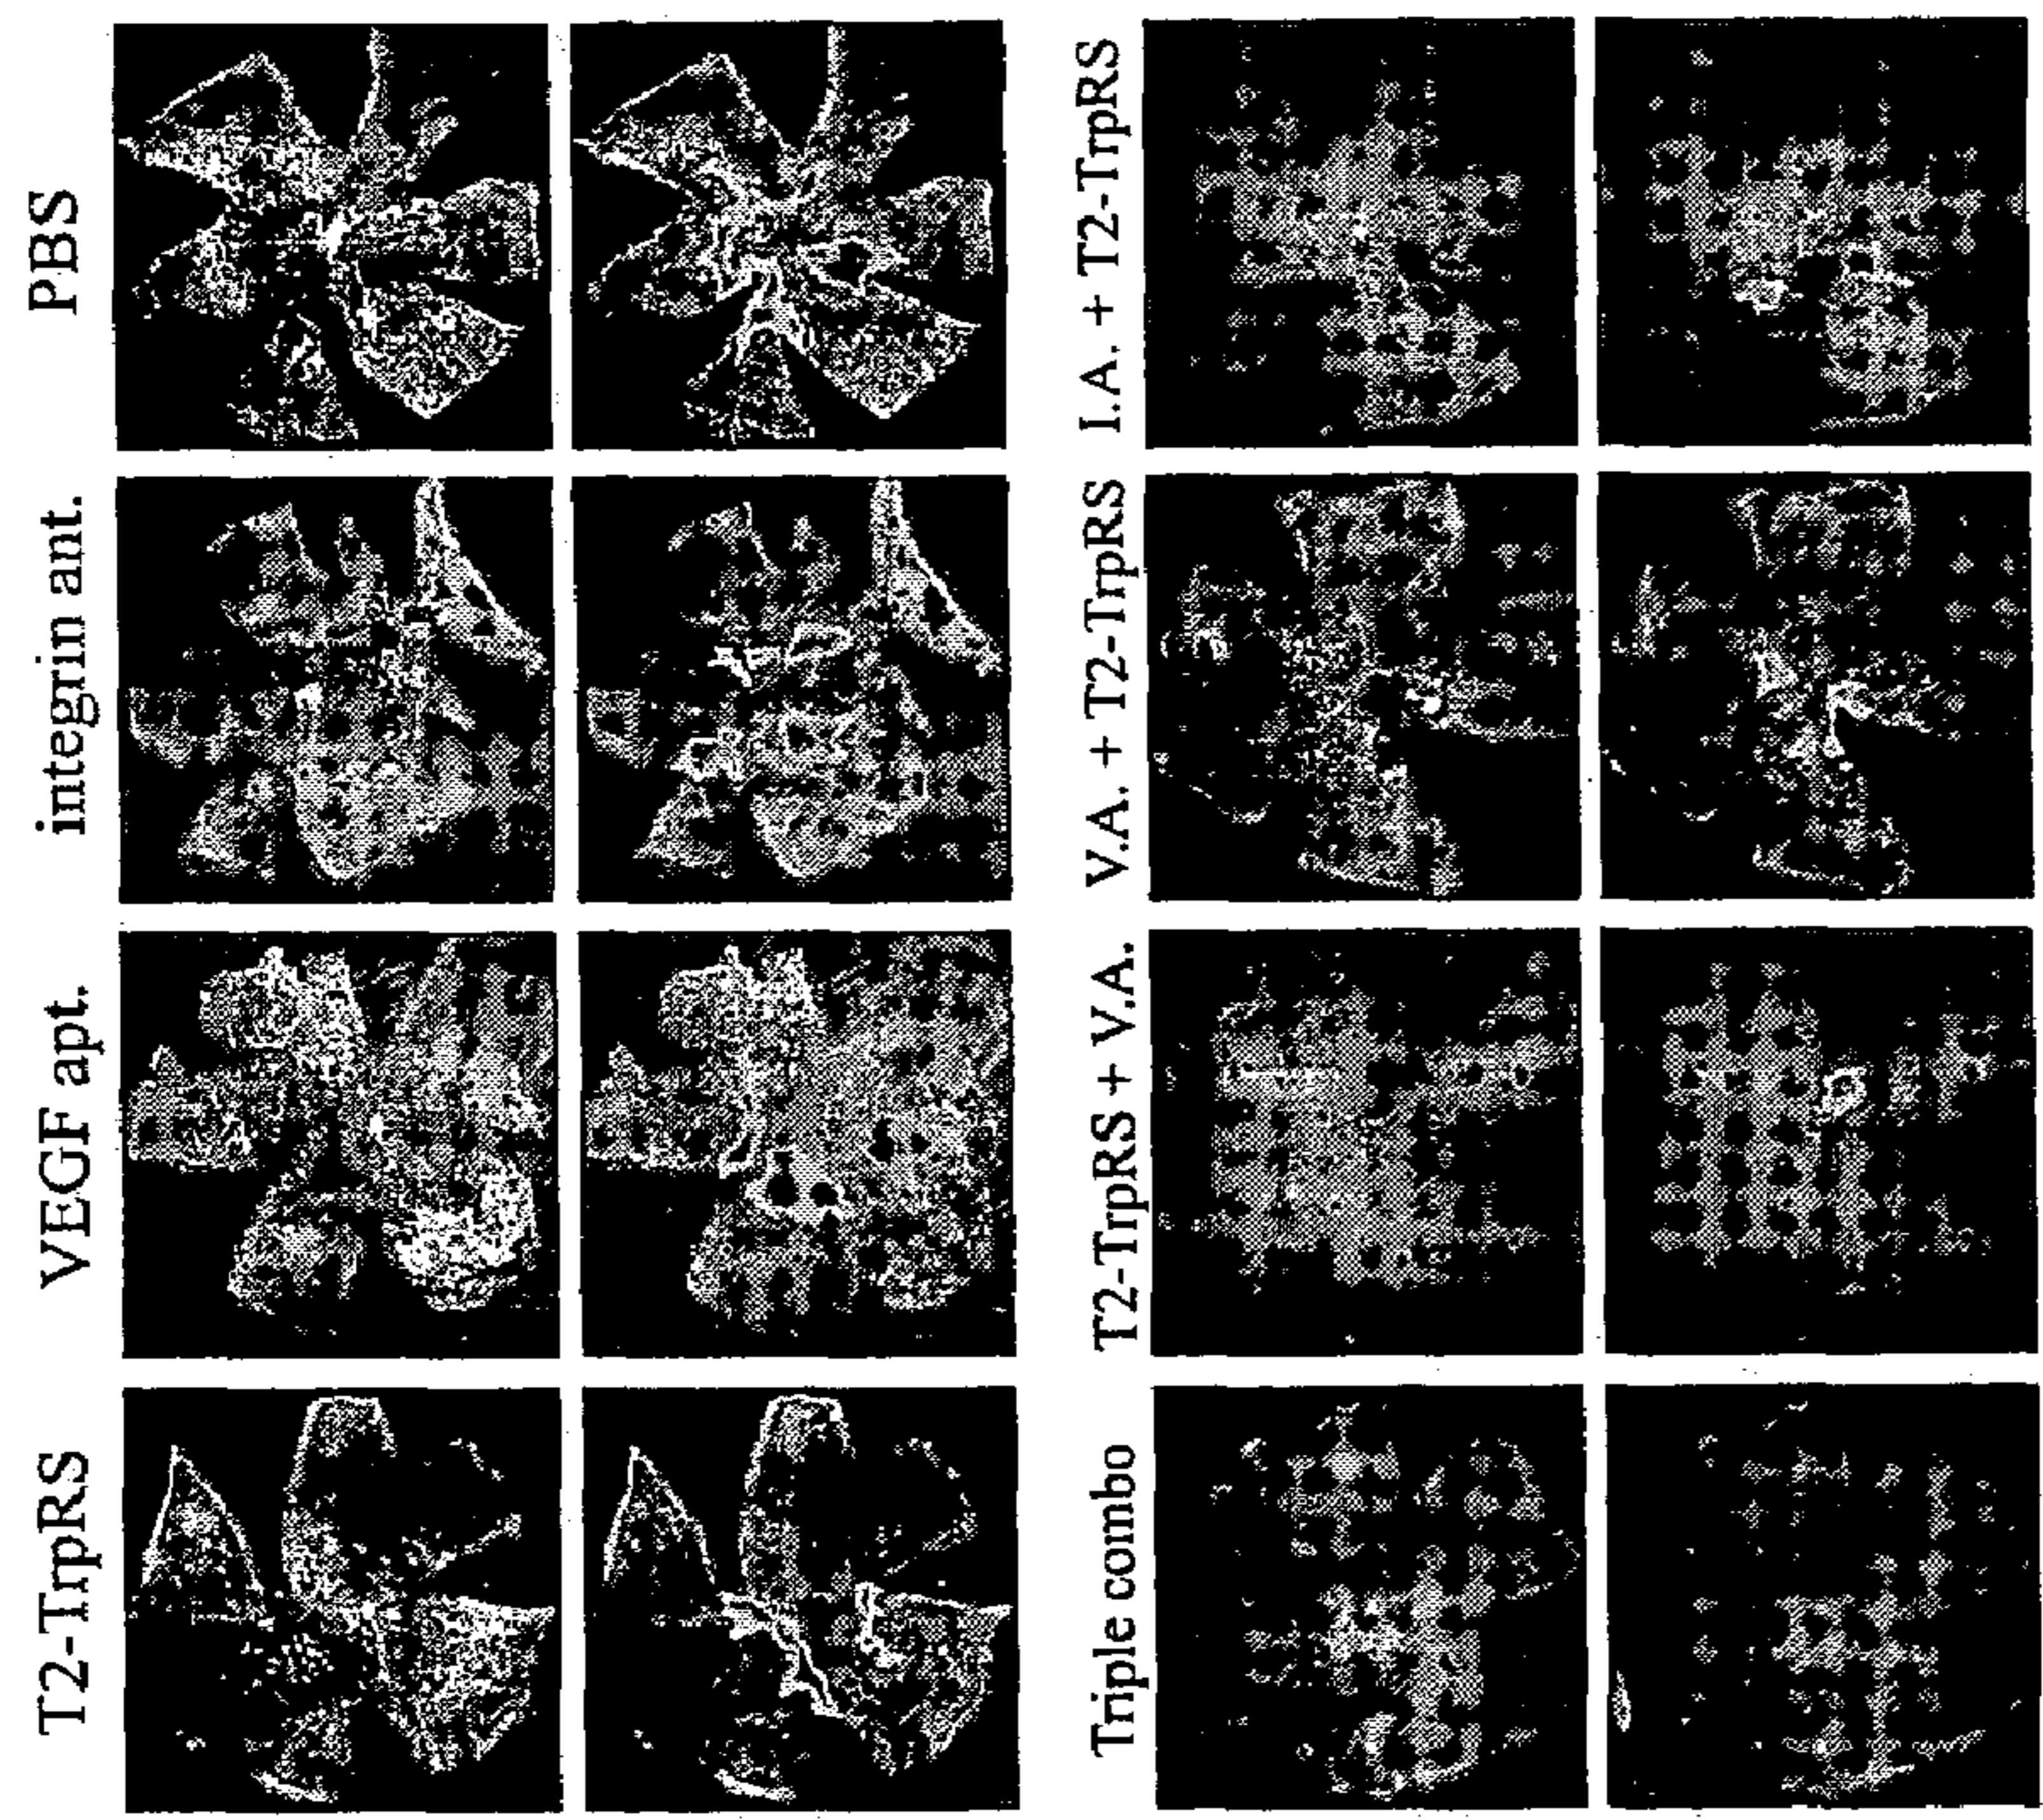 T2-TrpRS
VEGF apt.
integrin ant.
PBS
Triple combo
T2-TrpRS + V.A.
V.A. + T2-TrpRS
I.A. + T2-TrpRS